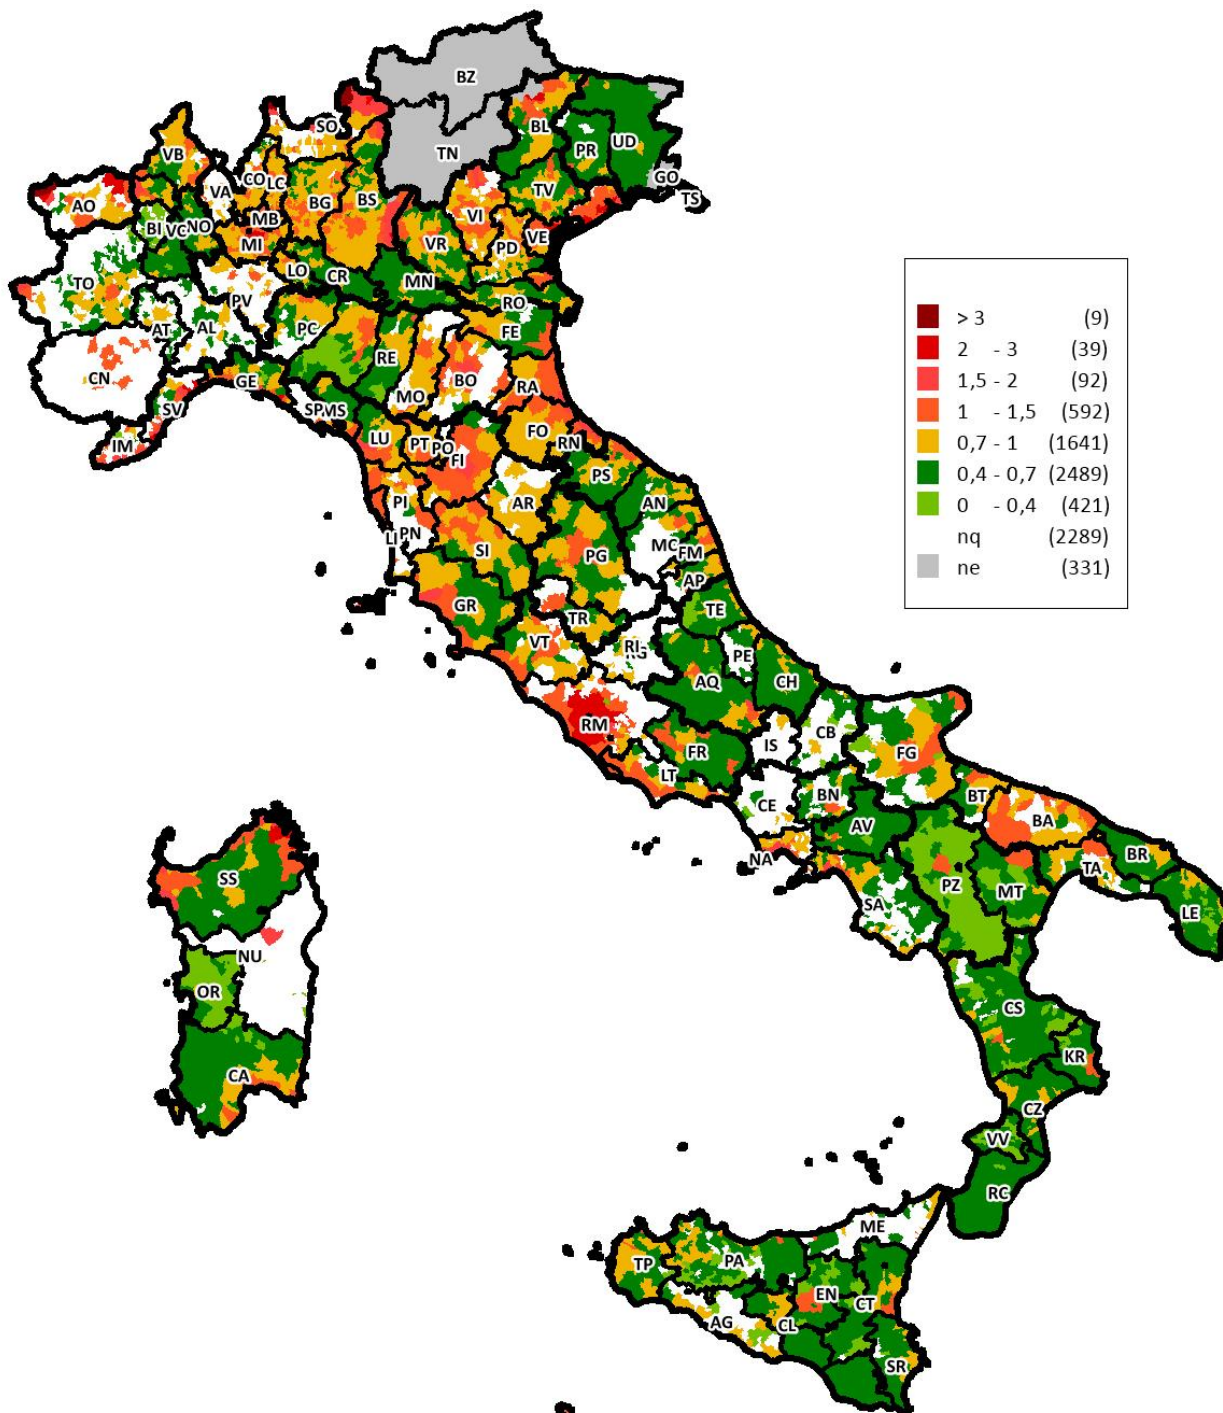 BZ
SO
TN
BL
PR
UD
GO
TS
VB
CO
LC
VA
AO
BI
VC
NO
MB
MI
BG
BS
TV
VI
VE
PD
VR
LO
CR
MN
TO
PV
RO
AT
AL
PC
FE
RE
CN
GE
MO
BO
RA
SV
SP
MS
IM
LU
PT
PO
FI
FO
RN
PS
PI
AR
AN
LI
PN
SI
PG
MC
FM
AP
GR
TR
TE
VT
RI
PE
AQ
CH
RM
FR
IS
CB
FG
LT
CE
BN
BT
BA
AV
NA
BR
TA
PZ
MT
SA
LE
SS
NU
OR
CS
CA
KR
CZ
VV
RC
ME
TP
PA
EN
CT
AG
CL
SR
> 3 (9)
2 - 3 (39)
1,5 - 2 (92)
1 - 1,5 (592)
0,7 - 1 (1641)
0,4 - 0,7 (2489)
0 - 0,4 (421)
nq (2289)
ne (331)